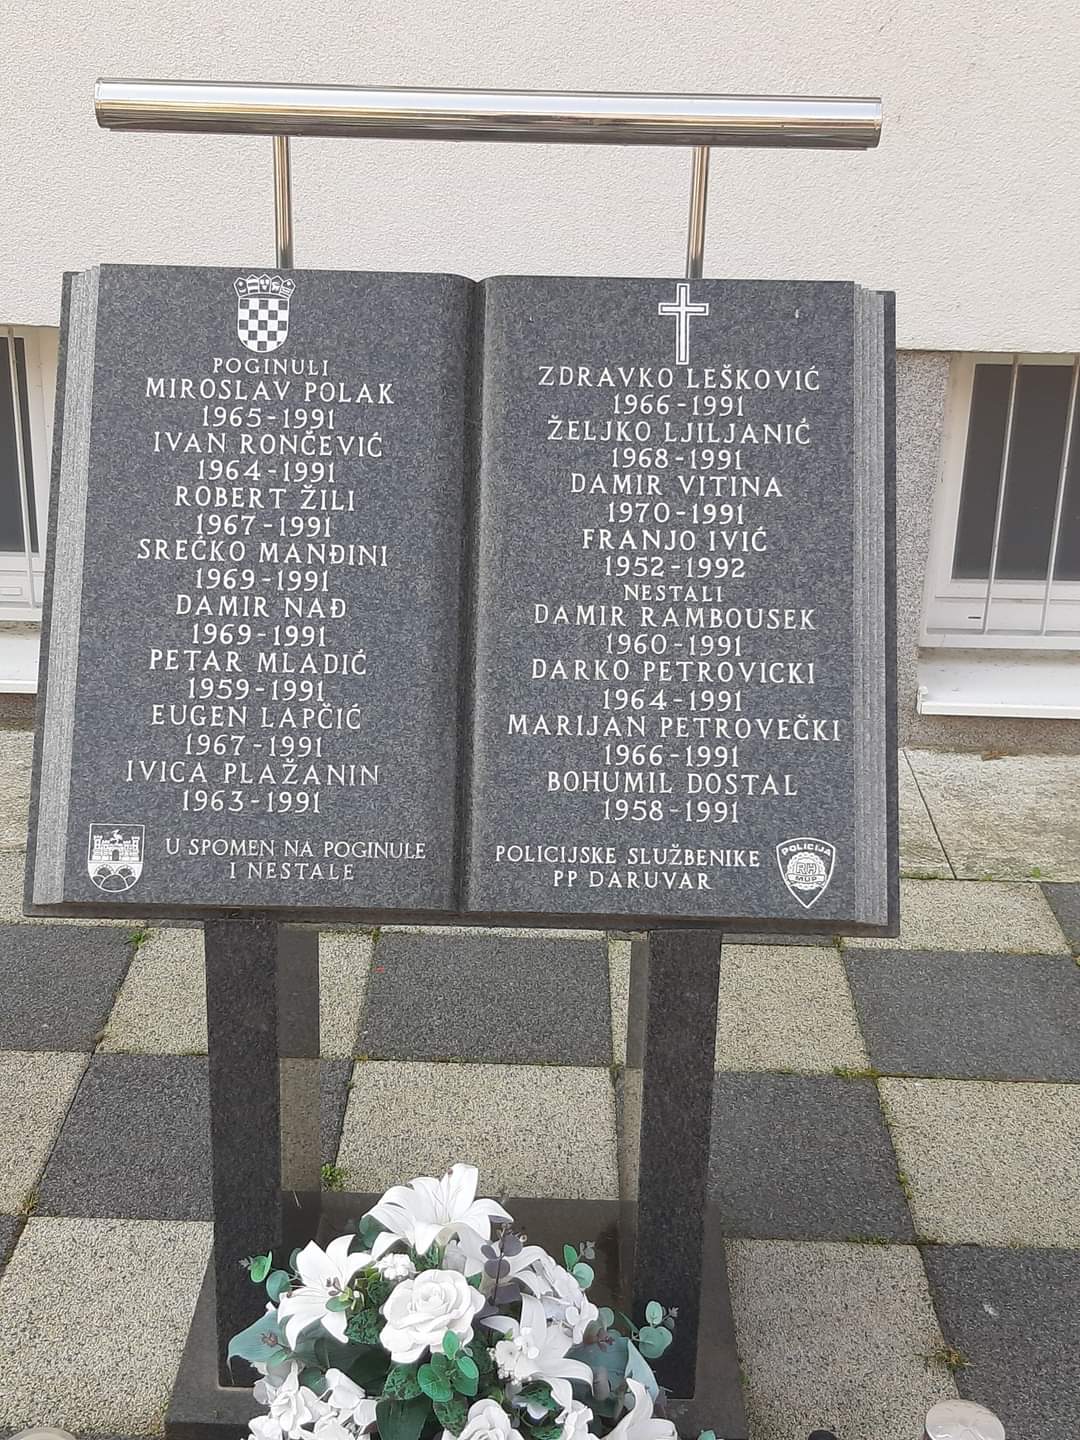 POGINULI
MIROSLAV POLAK
1965-1991
IVAN RONČEVIĆ
1964-1991
ROBERT ŽILI
1967-1991
SREĆKO MANĐINI
1969-1991
DAMIR NAĐ
1969-1991
PETAR MLADIĆ
1959-1991
EUGEN LAPČIĆ
1967-1991
IVICA PLAŽANIN
1963-1991
U SPOMEN NA POGINULE
I NESTALE
ZDRAVKO LEŠKOVIĆ
1966-1991
ŽELJKO LJILJANIĆ
1968-1991
DAMIR VITINA
1970-1991
FRANJO IVIĆ
1952-1992
NESTALI
DAMIR RAMBOUSEK
1960-1991
DARKO PETROVICKI
1964-1991
MARIJAN PETROVEČKI
1966-1991
BOHUMIL DOSTAL
1958-1991
POLICIJSKE SLUŽBENIKE
PP DARUVAR
POLICIJA
RH
MUP